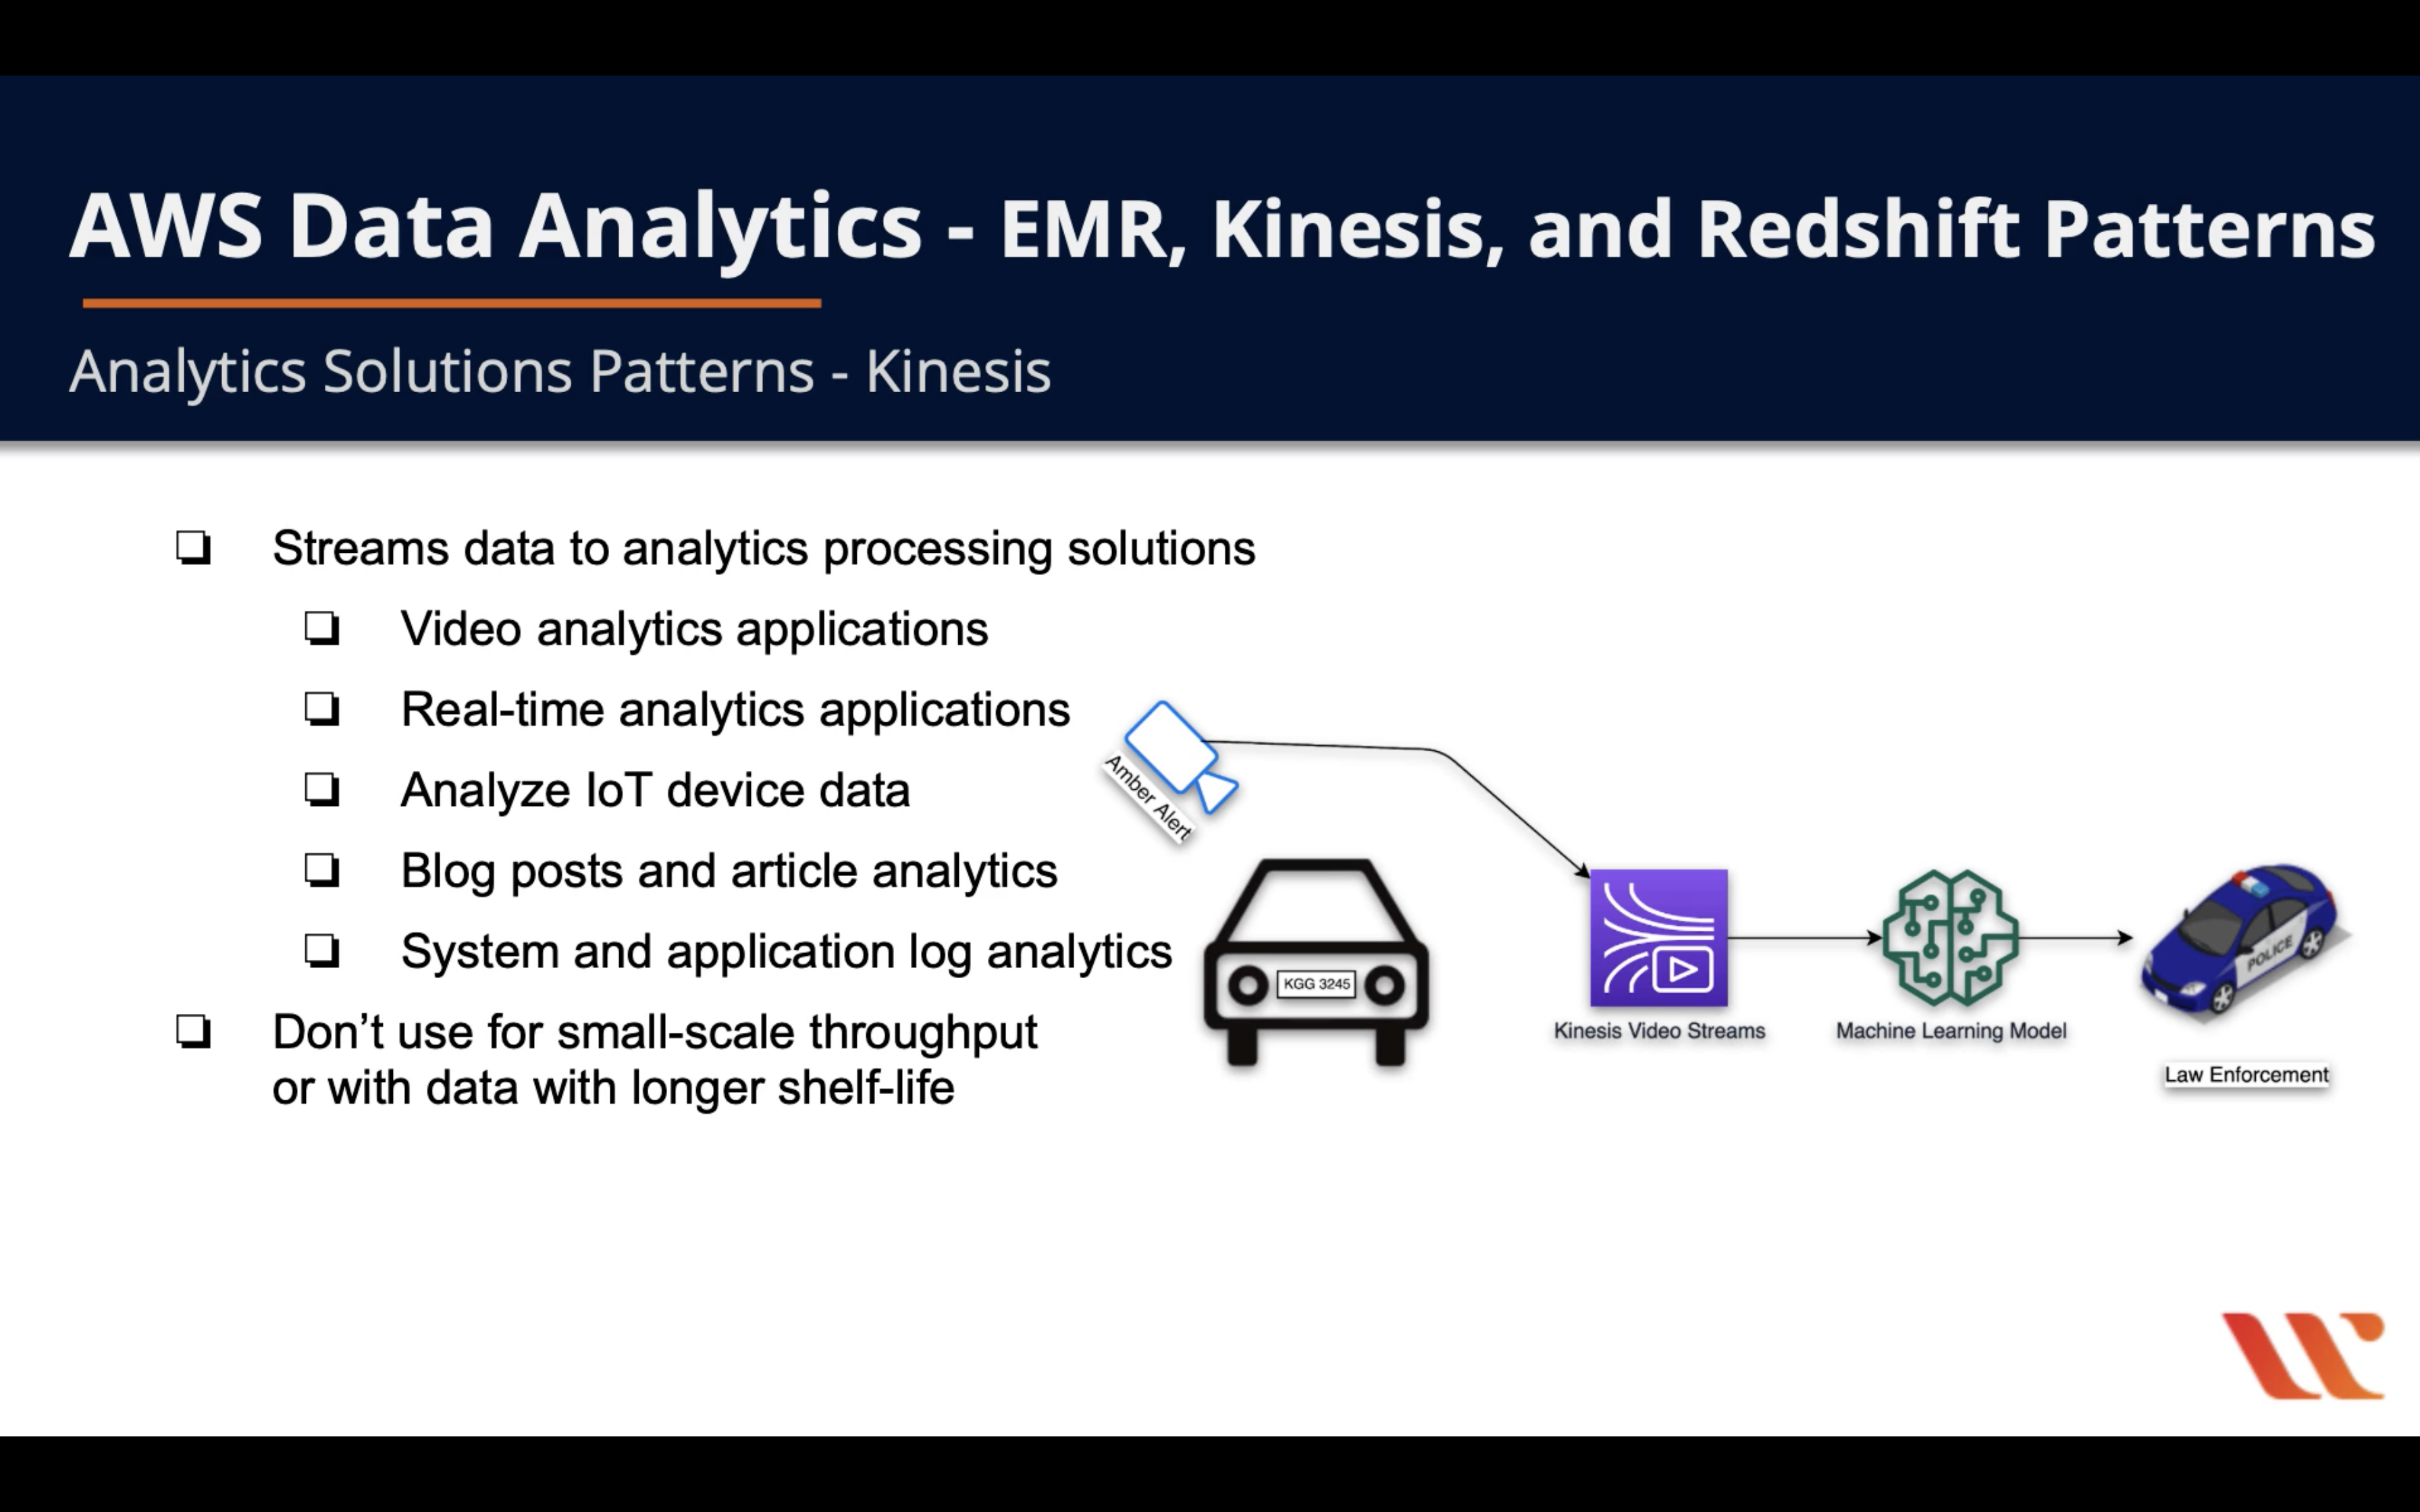 AWS Data Analytics - EMR, Kinesis, and Redshift Patterns
Analytics Solutions Patterns - Kinesis
Streams data to analytics processing solutions
Video analytics applications
Real-time analytics applications
Analyze IoT device data
Blog posts and article analytics
System and application log analytics
Don’t use for small-scale throughput
or with data with longer shelf-life
Amber Alert
KGG 3245
Kinesis Video Streams
Machine Learning Model
POLICE
Law Enforcement